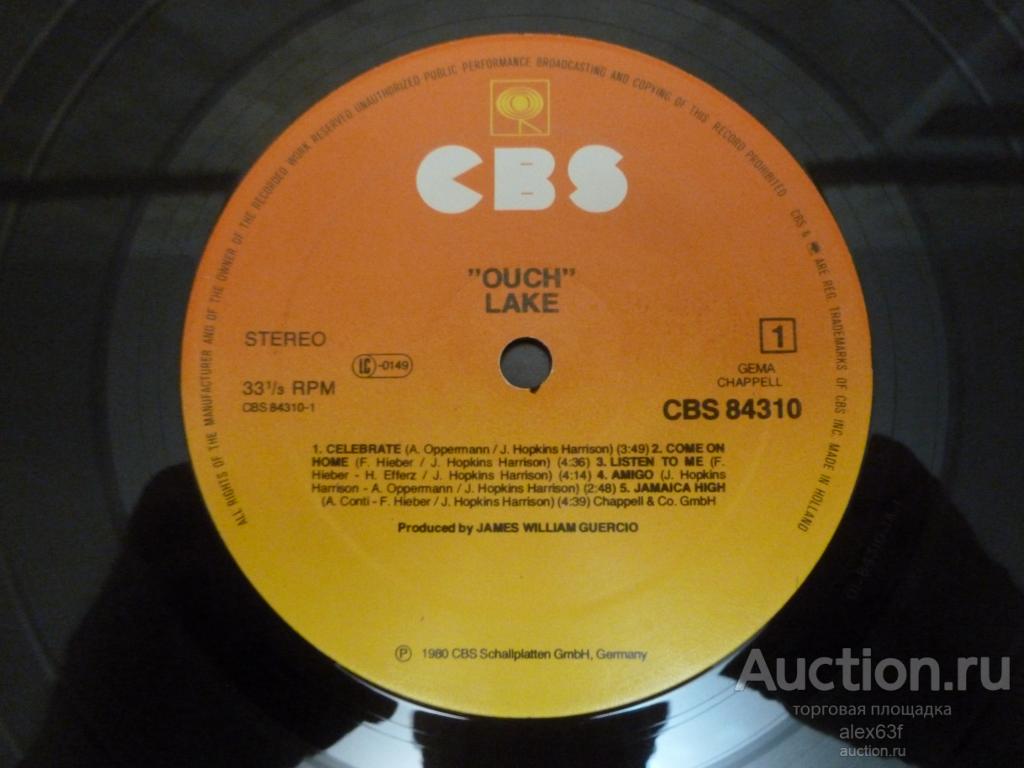 ALL RIGHTS OF THE MANUFACTURER AND OF THE OWNER OF THE RECORDED WORK RESERVED UNAUTHORIZED PUBLIC PERFORMANCE BROADCASTING AND COPYING OF THIS RECORD PROHIBITED CBS & ARE REG. TRADEMARKS OF CBS INC. MADE IN HOLLAND
CBS
"OUCH"
LAKE
STEREO
1
LC-0149
GEMA
CHAPPELL
33 1/3 RPM
CBS 84310-1
CBS 84310
1. CELEBRATE (A. Oppermann / J. Hopkins Harrison) (3:49) 2. COME ON
HOME (F. Hieber / J. Hopkins Harrison) (4:36) 3. LISTEN TO ME (F.
Hieber - H. Efferz / J. Hopkins Harrison) (4:14) 4. AMIGO (J. Hopkins
Harrison - A. Oppermann / J. Hopkins Harrison) (2:48) 5. JAMAICA HIGH
(A. Conti - F. Hieber / J. Hopkins Harrison) (4:39) Chappell & Co. GmbH
Produced by JAMES WILLIAM GUERCIO
Ⓟ 1980 CBS Schallplatten GmbH, Germany
Auction.ru
торговая площадка
alex63f
auction.ru